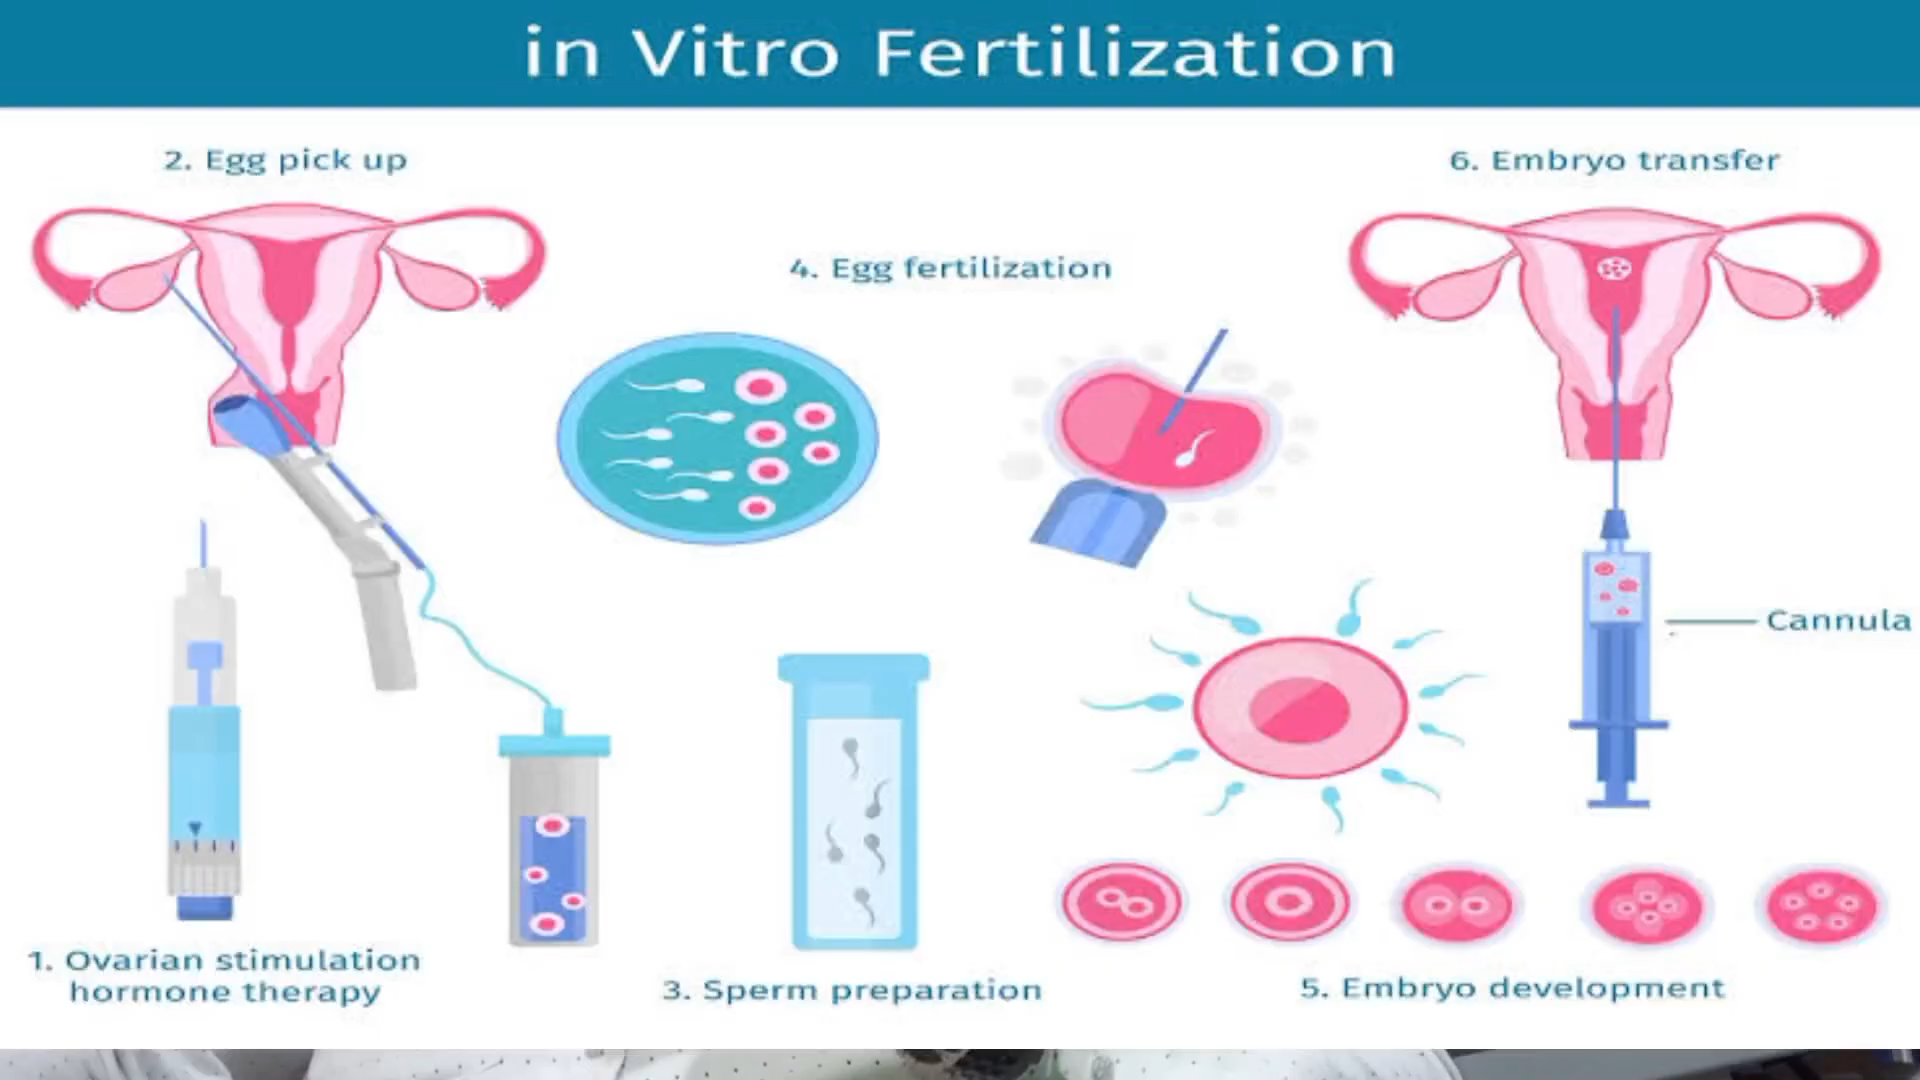 in Vitro Fertilization
2. Egg pick up
6. Embryo transfer
4. Egg fertilization
Cannula
1. Ovarian stimulation
hormone therapy
3. Sperm preparation
5. Embryo development